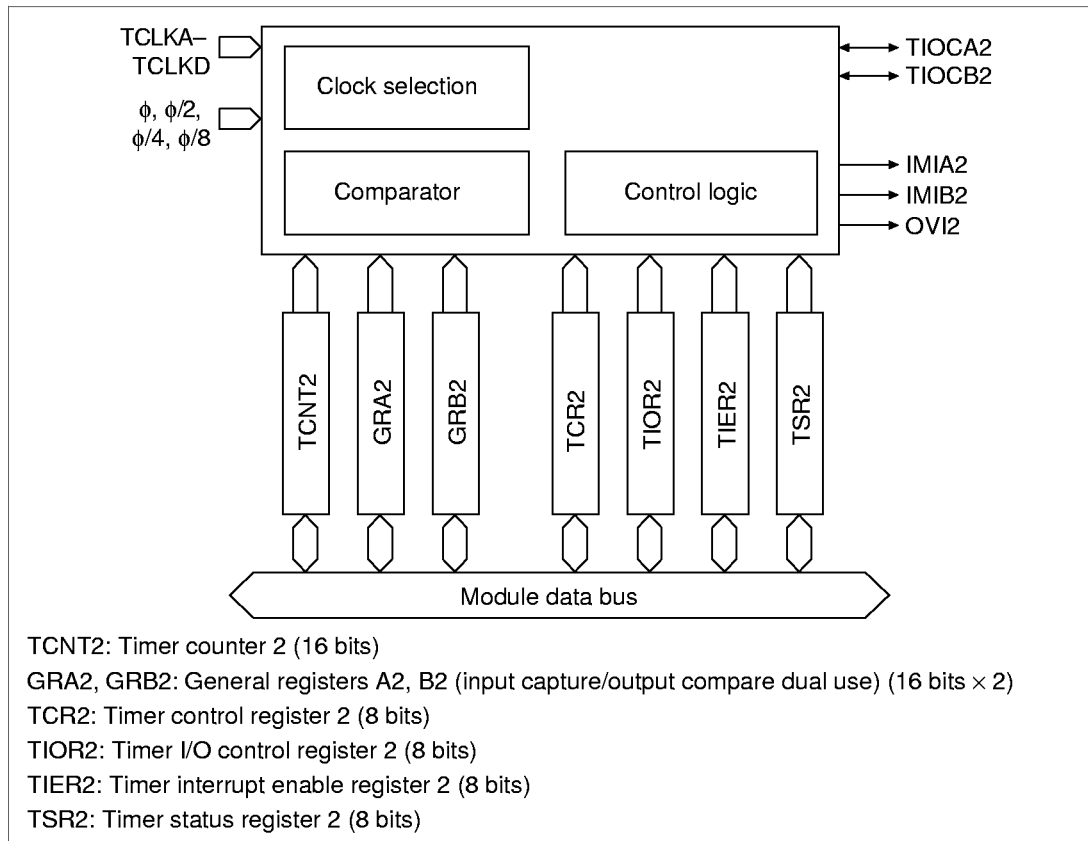 TCLKA–
TCLKD
ϕ, ϕ/2,
ϕ/4, ϕ/8
Clock selection
Comparator
Control logic
TIOCA2
TIOCB2
IMIA2
IMIB2
OVI2
TCNT2
GRA2
GRB2
TCR2
TIOR2
TIER2
TSR2
Module data bus
TCNT2: Timer counter 2 (16 bits)
GRA2, GRB2: General registers A2, B2 (input capture/output compare dual use) (16 bits × 2)
TCR2: Timer control register 2 (8 bits)
TIOR2: Timer I/O control register 2 (8 bits)
TIER2: Timer interrupt enable register 2 (8 bits)
TSR2: Timer status register 2 (8 bits)